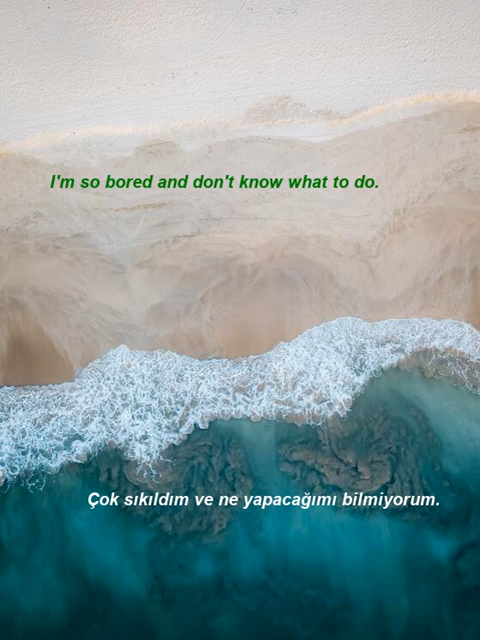 I'm so bored and don't know what to do.
Çok sıkıldım ve ne yapacağımı bilmiyorum.